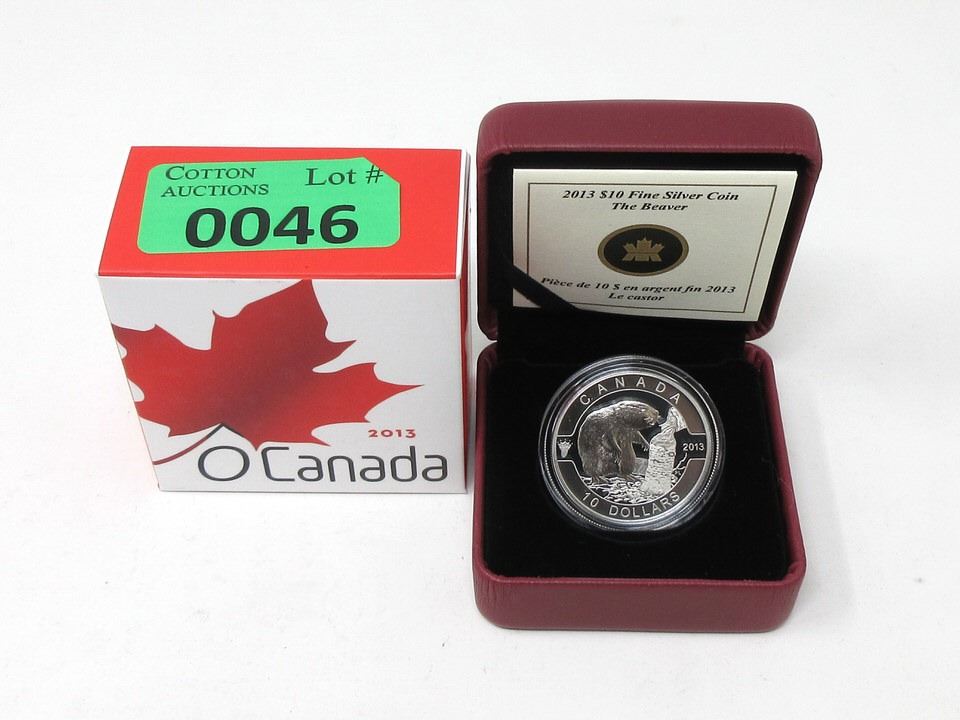 COTTON AUCTIONS
Lot #
0046
2013
O Canada
2013 $10 Fine Silver Coin
The Beaver
Pièce de 10 $ en argent fin 2013
Le castor
CANADA
2013
10 DOLLARS